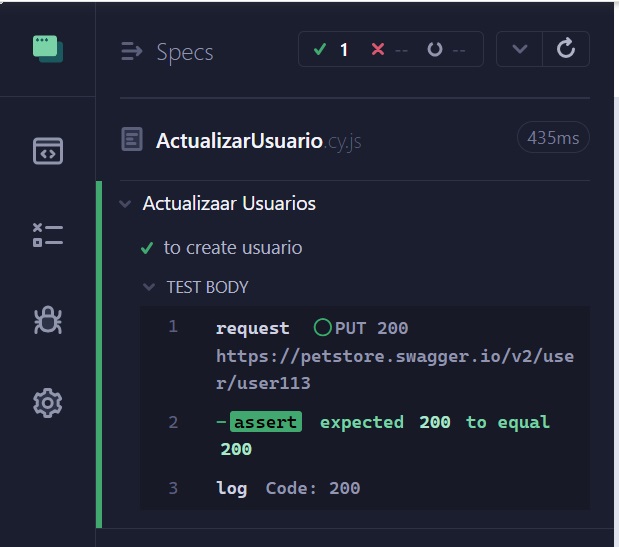 Specs
1
--
--
ActualizarUsuario.cy.js
435ms
Actualizaar Usuarios
to create usuario
TEST BODY
1 request PUT 200
https://petstore.swagger.io/v2/use
r/user113
2 -assert expected 200 to equal
200
3 log Code: 200